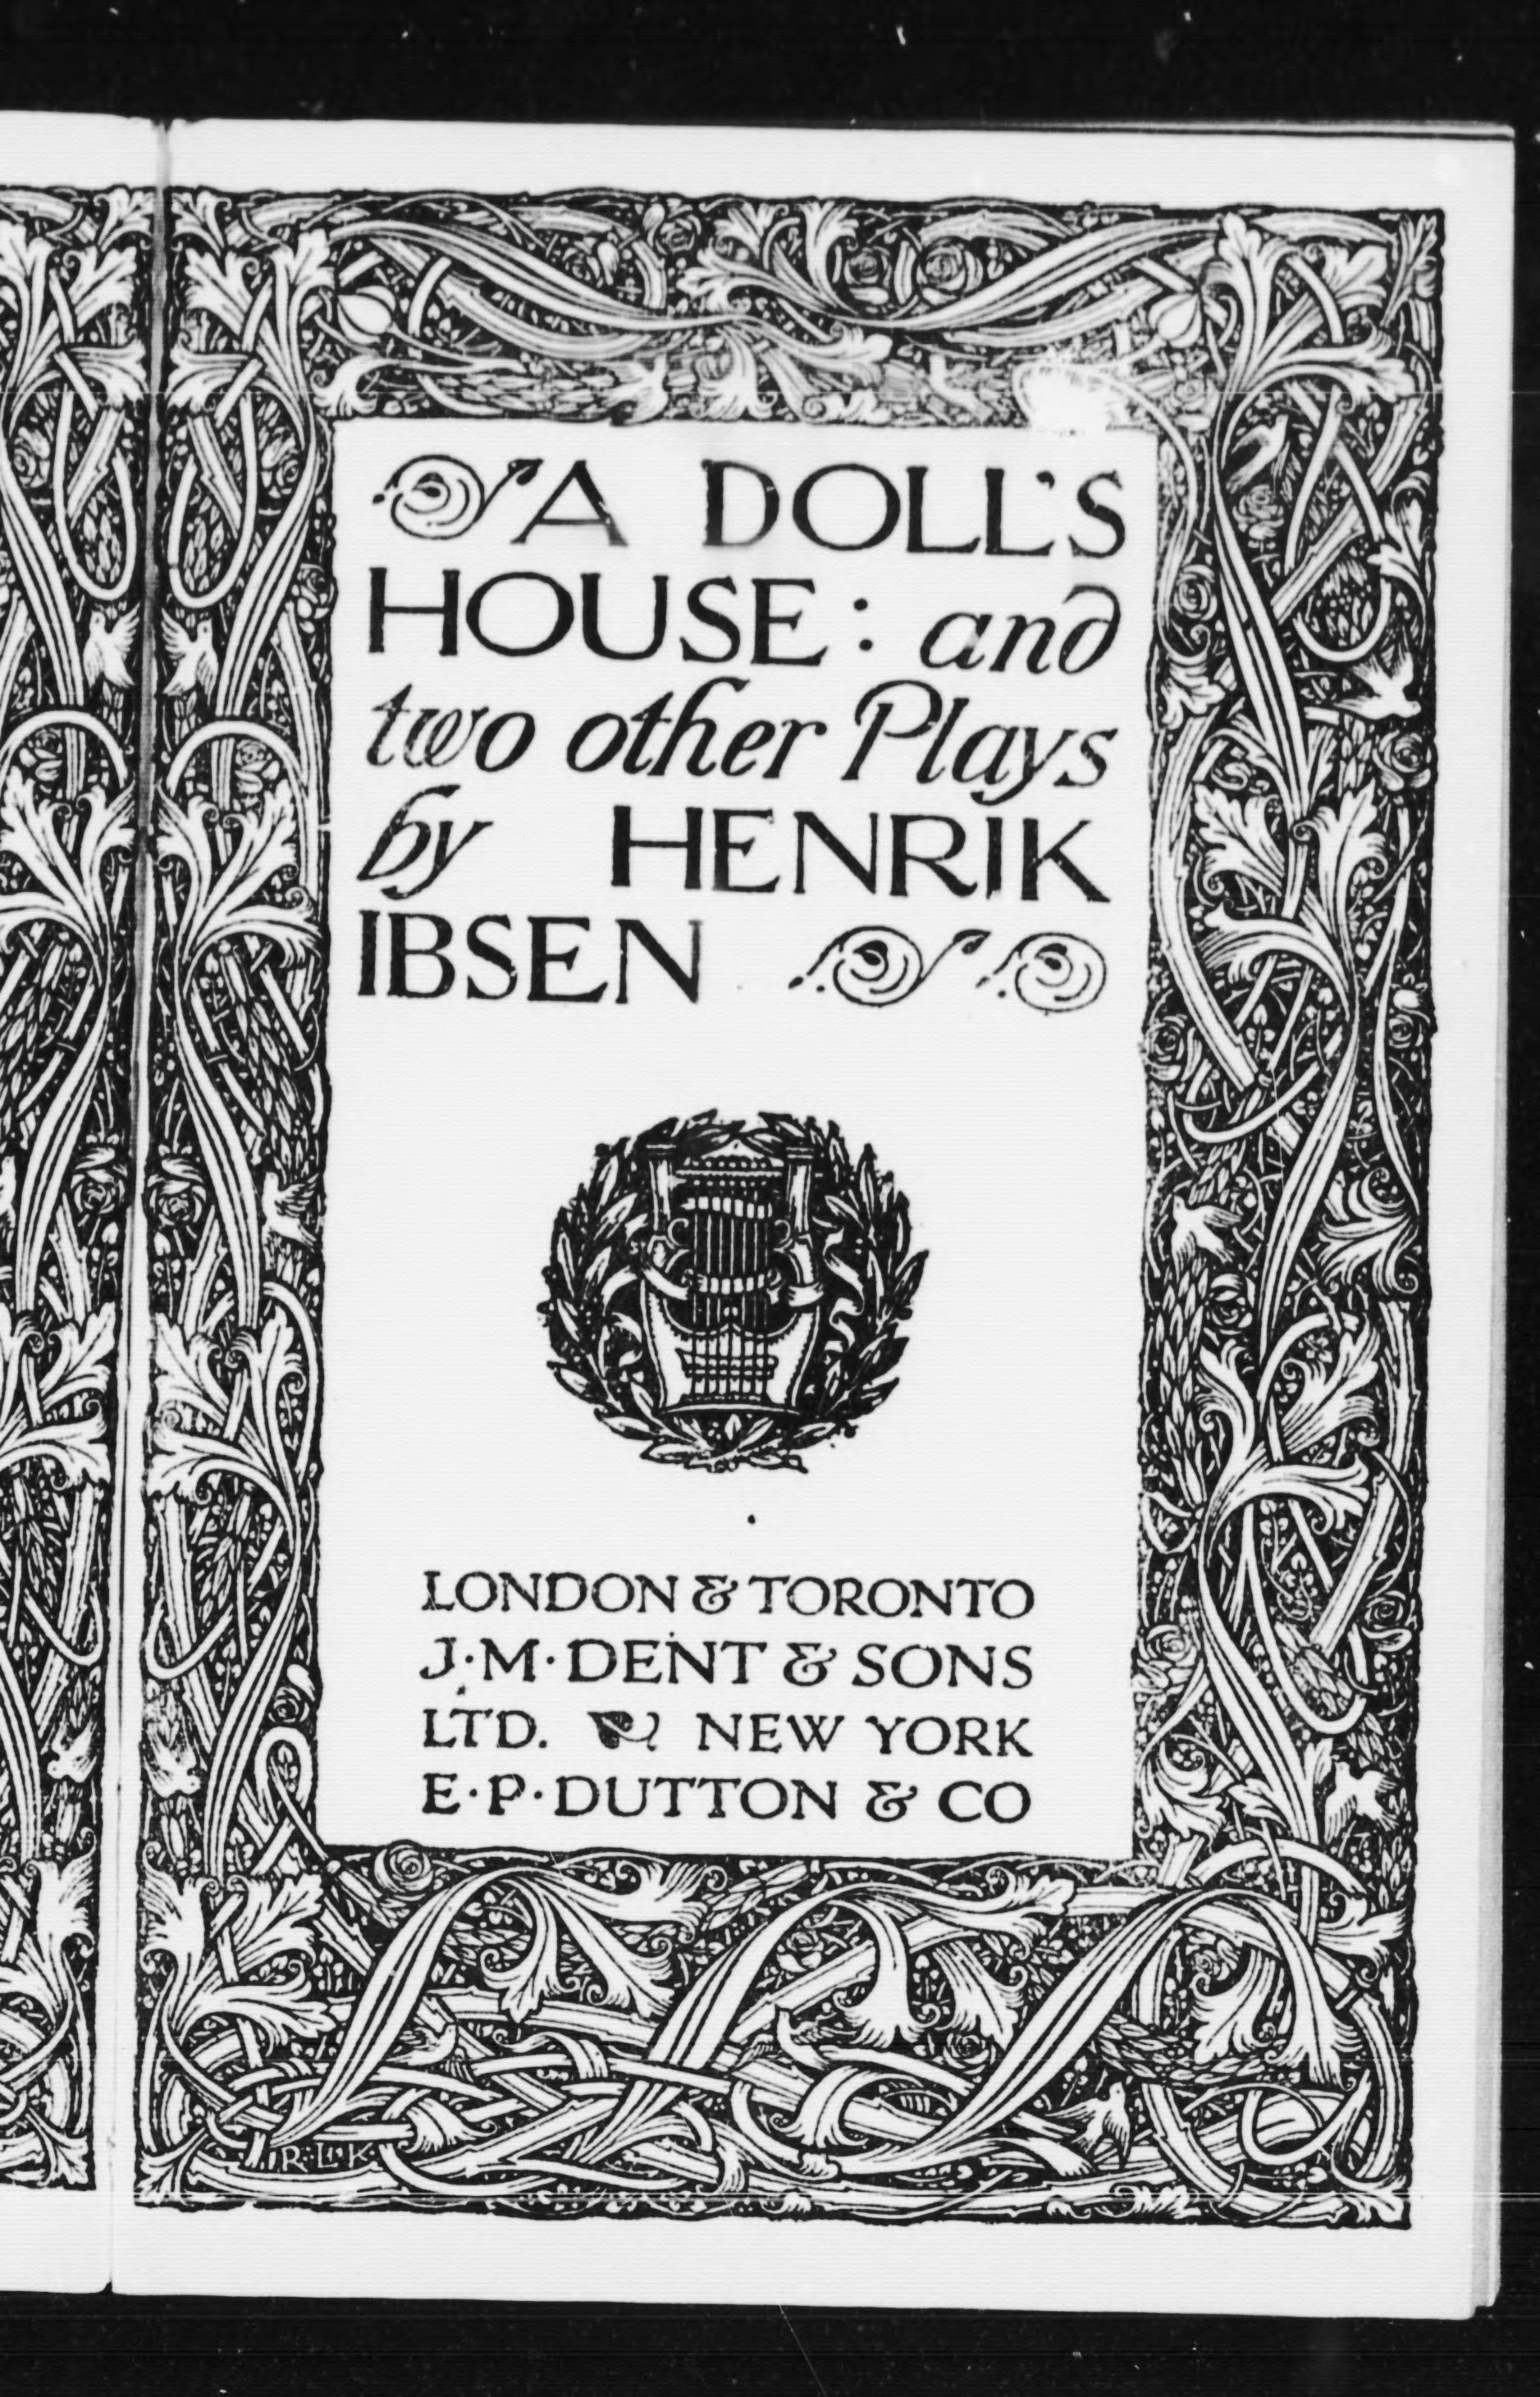 A DOLL'S
HOUSE: and
two other Plays
by HENRIK
IBSEN
LONDON & TORONTO
J·M·DENT & SONS
LTD. NEW YORK
E·P·DUTTON & CO
R·L·K·